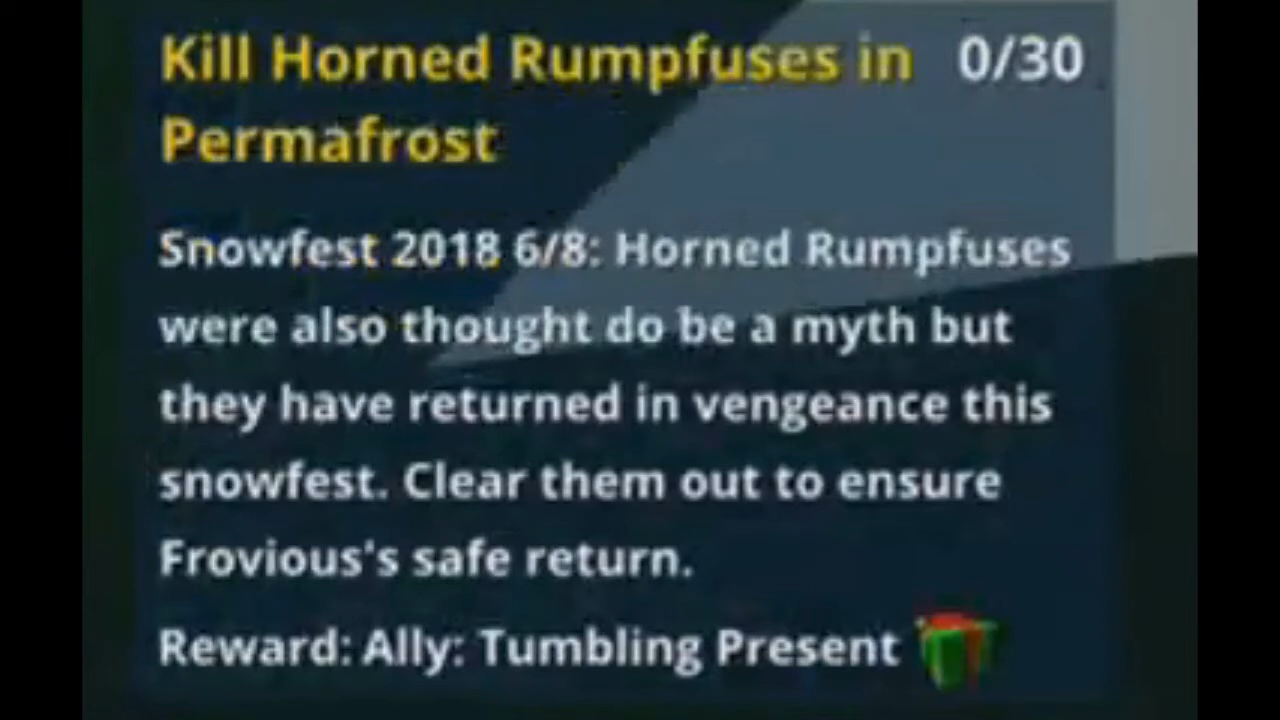 Kill Horned Rumpfuses in 0/30
Permafrost
Snowfest 2018 6/8: Horned Rumpfuses
were also thought do be a myth but
they have returned in vengeance this
snowfest. Clear them out to ensure
Frovious's safe return.
Reward: Ally: Tumbling Present